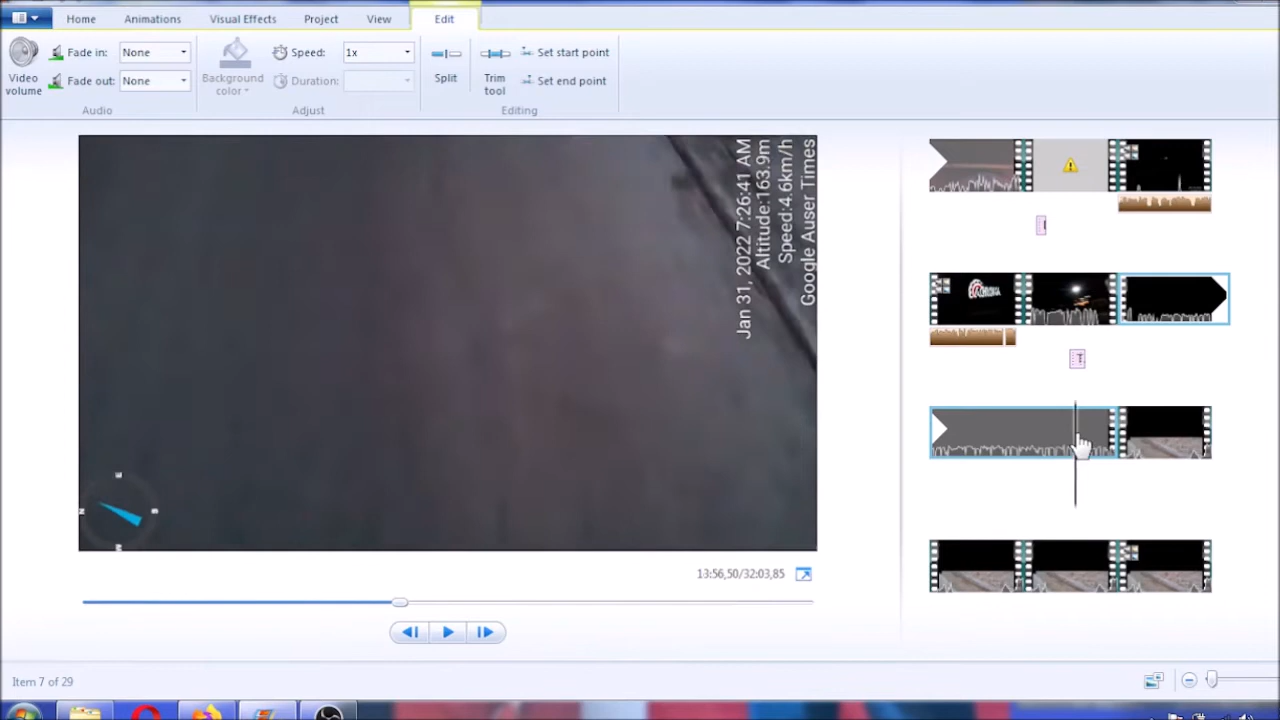 Home Animations Visual Effects Project View Edit
Video volume
Fade in: None
Fade out: None
Audio
Background color
Speed: 1x
Duration:
Adjust
Split
Trim tool
Set start point
Set end point
Editing
Jan 31, 2022 7:26:41 AM
Altitude:163.9m
Speed:4.6km/h
Google Auser Times
13:56,50/32:03,85
Item 7 of 29